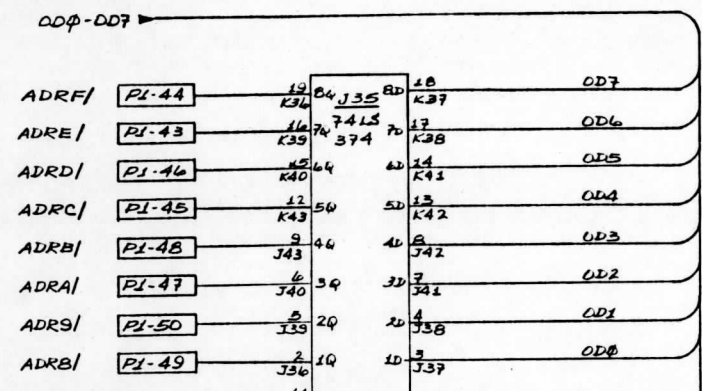 ODØ-OD7
ADRF/ P1-44 19 K36 8Q J35 8D 18 K37 OD7
ADRE/ P1-43 16 K39 7Q 74LS 7D 17 K38 OD6
374
ADRD/ P1-46 15 K40 6Q 6D 14 K41 OD5
ADRC/ P1-45 12 K43 5Q 5D 13 K42 OD4
ADRB/ P1-48 9 J43 4Q 4D 8 J42 OD3
ADRA/ P1-47 6 J40 3Q 3D 7 J41 OD2
ADR9/ P1-50 5 J39 2Q 2D 4 J38 OD1
ADR8/ P1-49 2 J36 1Q 1D 3 J37 ODØ